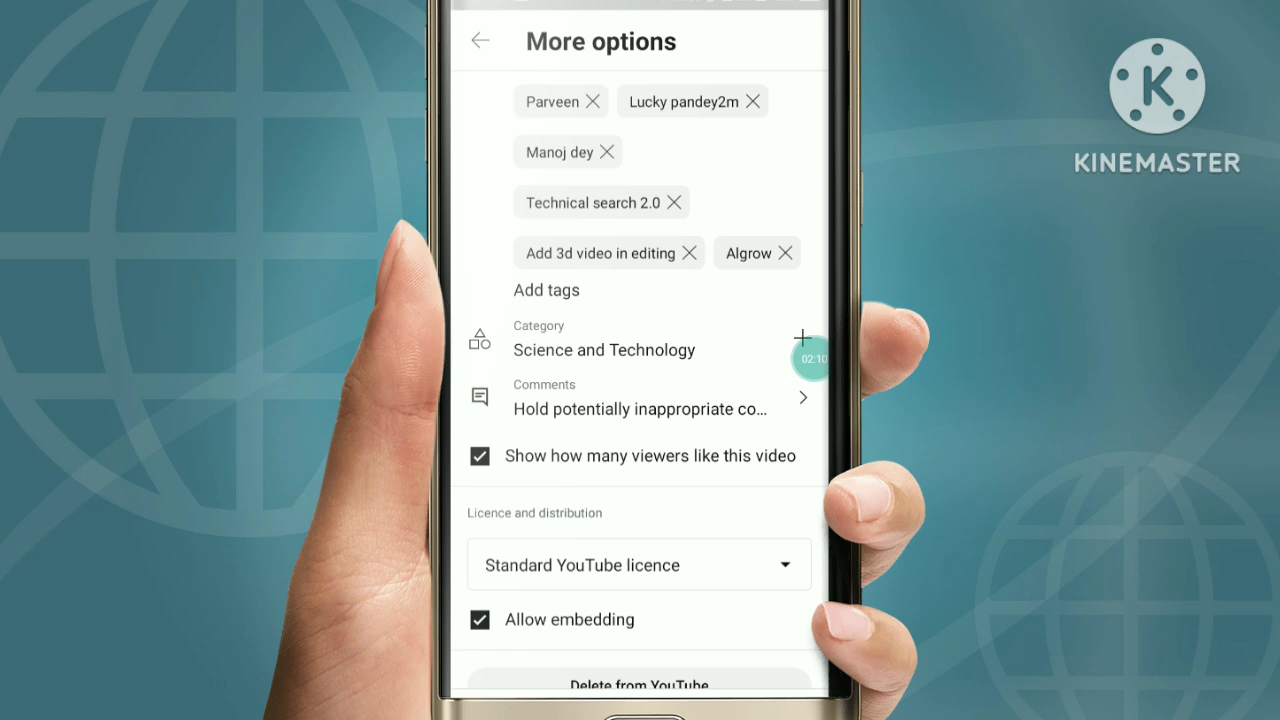 More options
Parveen
Lucky pandey2m
Manoj dey
Technical search 2.0
Add 3d video in editing
Algrow
Add tags
Category
Science and Technology
02:10
Comments
Hold potentially inappropriate co...
Show how many viewers like this video
Licence and distribution
Standard YouTube licence
Allow embedding
Delete from YouTube
K
KINEMASTER